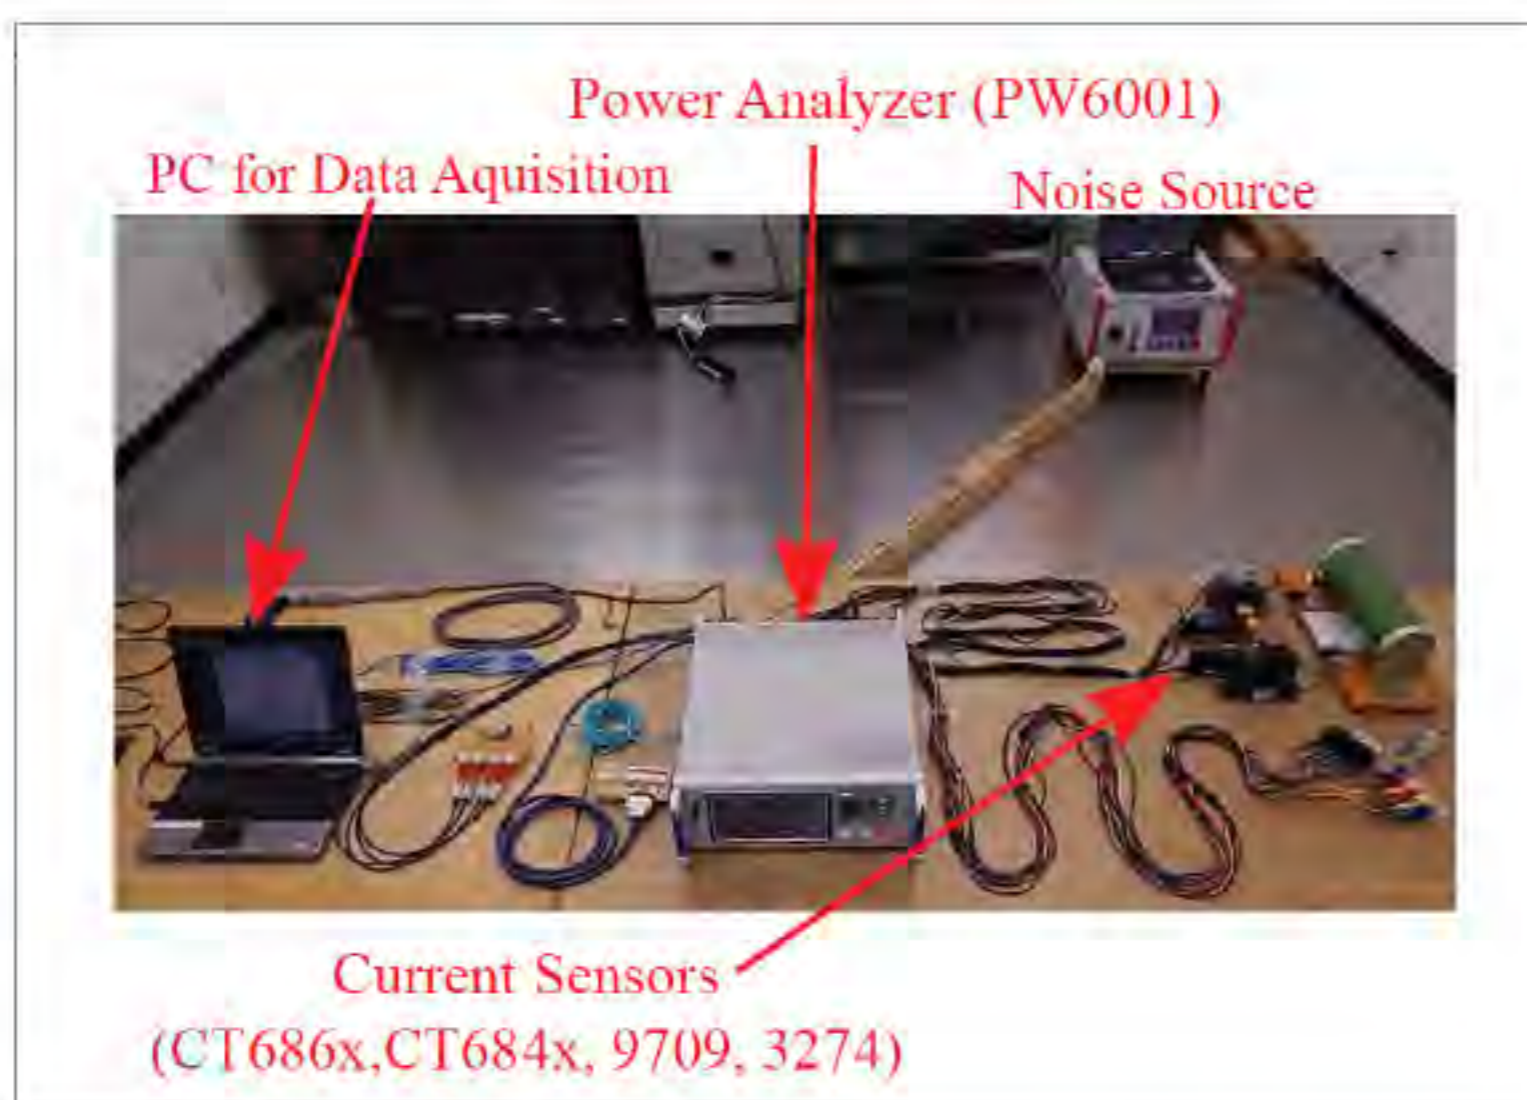 Power Analyzer (PW6001)
PC for Data Aquisition
Noise Source
Current Sensors
(CT686x,CT684x, 9709, 3274)